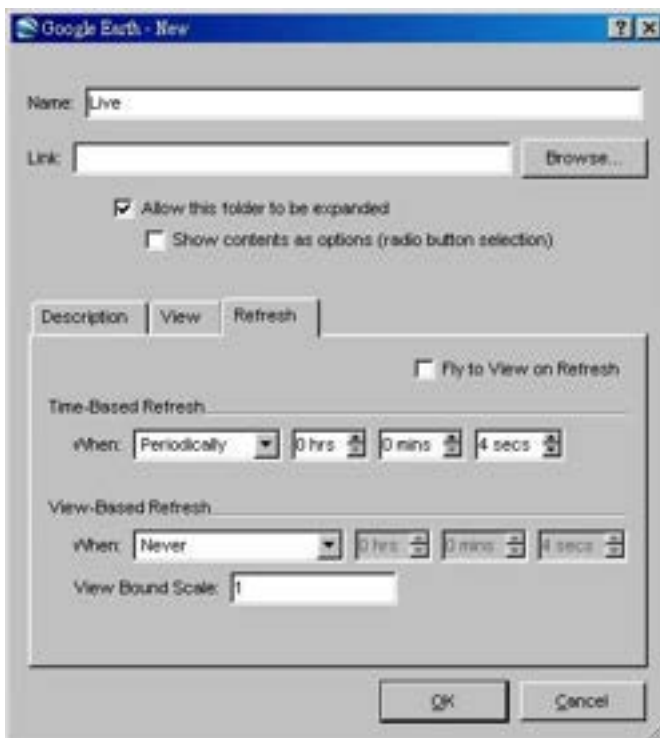 Google Earth - New
Name: Live
Link:
Browse...
Allow this folder to be expanded
Show contents as options (radio button selection)
Description View Refresh
Fly to View on Refresh
Time-Based Refresh
When: Periodically 0 hrs 0 mins 4 secs
View-Based Refresh
When: Never 0 hrs 0 mins 4 secs
View Bound Scale: 1
OK Cancel